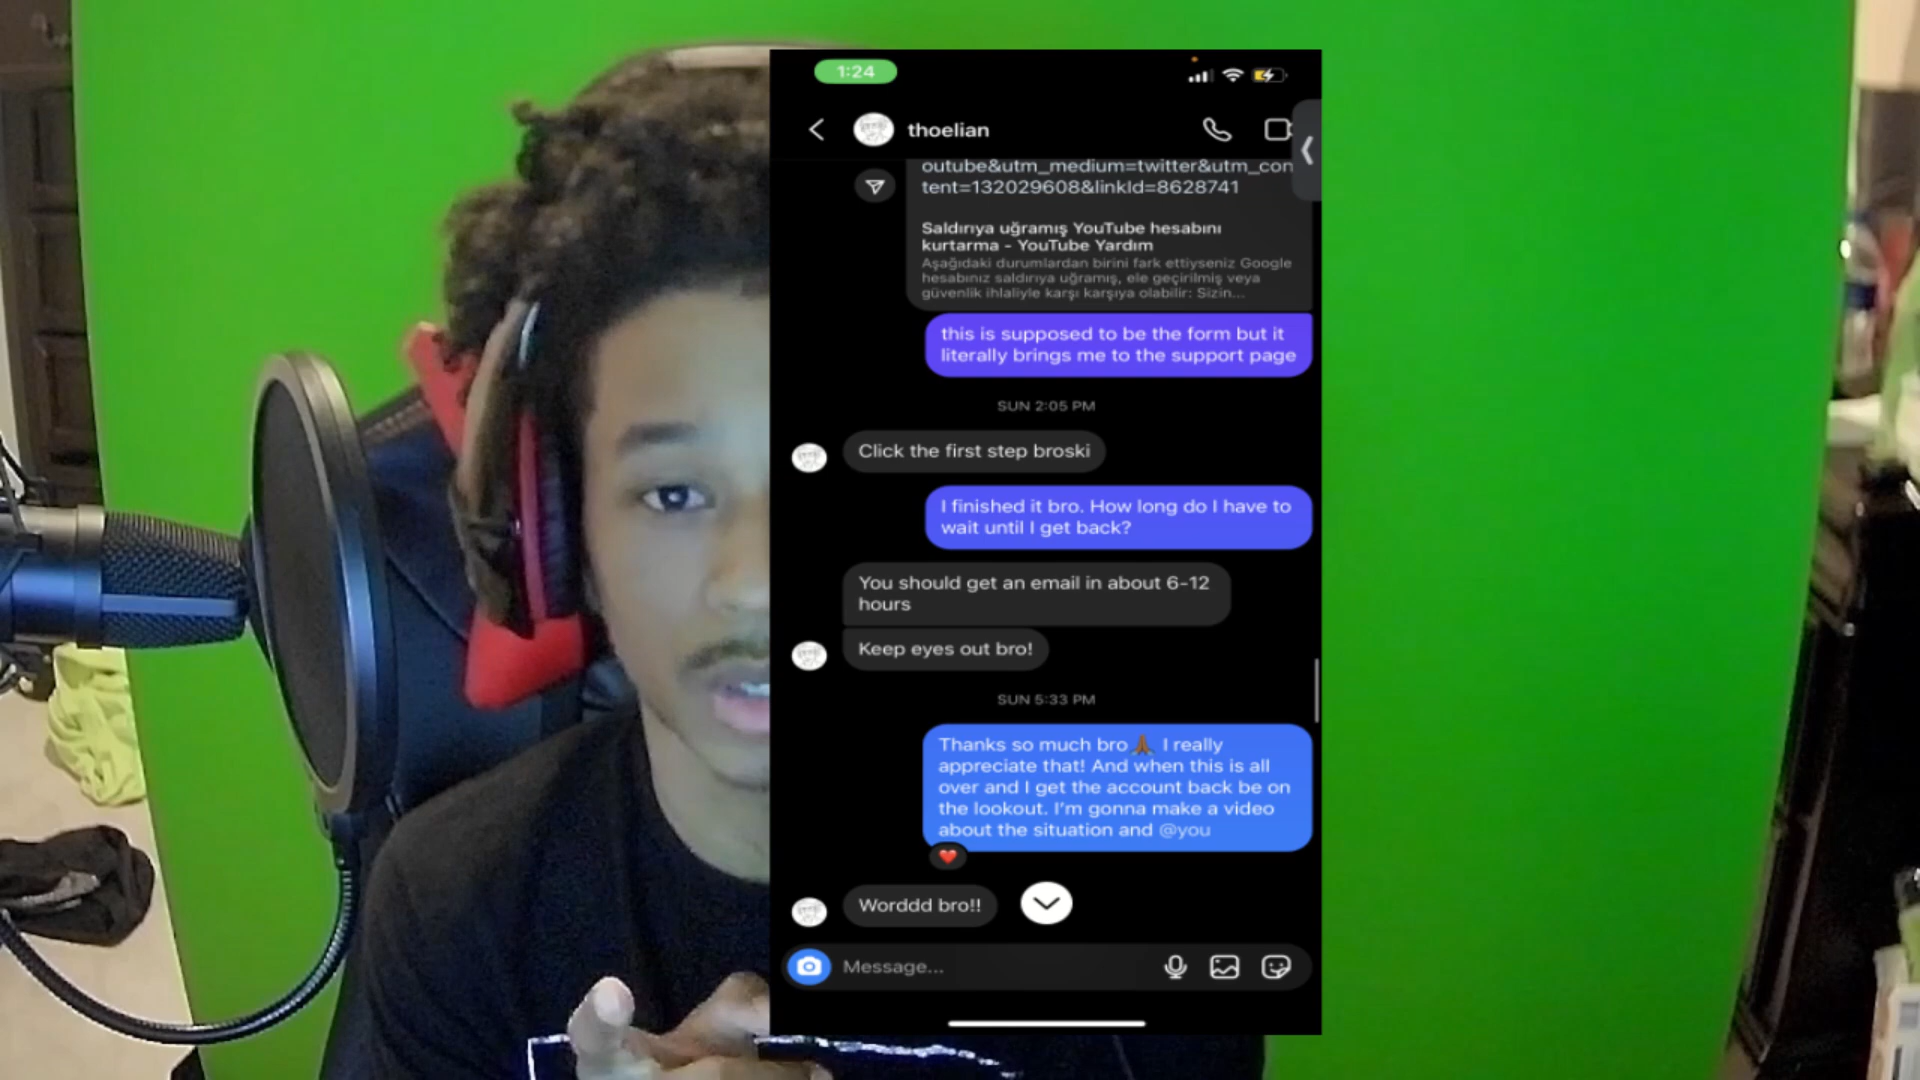 1:24
thoelian
outube&utm_medium=twitter&utm_con
tent=132029608&linkId=8628741
Saldırıya uğramış YouTube hesabını
kurtarma - YouTube Yardım
Aşağıdaki durumlardan birini fark ettiyseniz Google
hesabınız saldırıya uğramış, ele geçirilmiş veya
güvenlik ihlaliyle karşı karşıya olabilir: Sizin...
this is supposed to be the form but it
literally brings me to the support page
SUN 2:05 PM
Click the first step broski
I finished it bro. How long do I have to
wait until I get back?
You should get an email in about 6-12
hours
Keep eyes out bro!
SUN 5:33 PM
Thanks so much bro 🙏🏾 I really
appreciate that! And when this is all
over and I get the account back be on
the lookout. I'm gonna make a video
about the situation and @you
Worddd bro!!
Message...